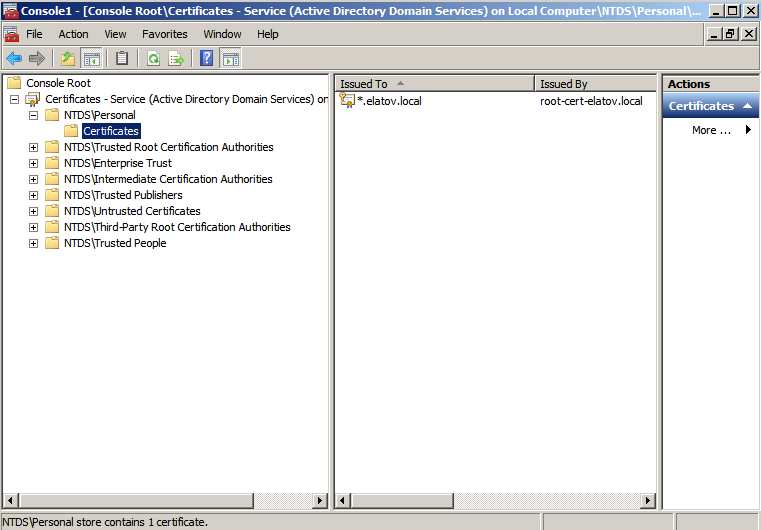 Console1 - [Console Root\Certificates - Service (Active Directory Domain Services) on Local Computer\NTDS\Personal\...
File Action View Favorites Window Help
Console Root
Certificates - Service (Active Directory Domain Services) on
NTDS\Personal
Certificates
NTDS\Trusted Root Certification Authorities
NTDS\Enterprise Trust
NTDS\Intermediate Certification Authorities
NTDS\Trusted Publishers
NTDS\Untrusted Certificates
NTDS\Third-Party Root Certification Authorities
NTDS\Trusted People
Issued To Issued By
*.elatov.local root-cert-elatov.local
Actions
Certificates
More ...
NTDS\Personal store contains 1 certificate.